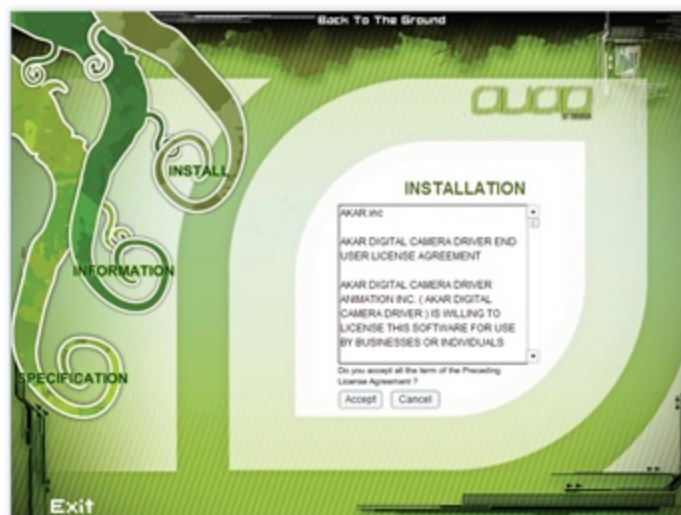 Back To The Ground
INSTALL
INSTALLATION
AKAR.inc
AKAR DIGITAL CAMERA DRIVER END
USER LICENSE AGREEMENT
AKAR DIGITAL CAMERA DRIVER
ANIMATION INC. ( AKAR DIGITAL
CAMERA DRIVER ) IS WILLING TO
LICENSE THIS SOFTWARE FOR USE
BY BUSINESSES OR INDIVIDUALS
INFORMATION
Do you accept all the term of the Preceding
License Agreement ?
SPECIFICATION
Accept Cancel
Exit